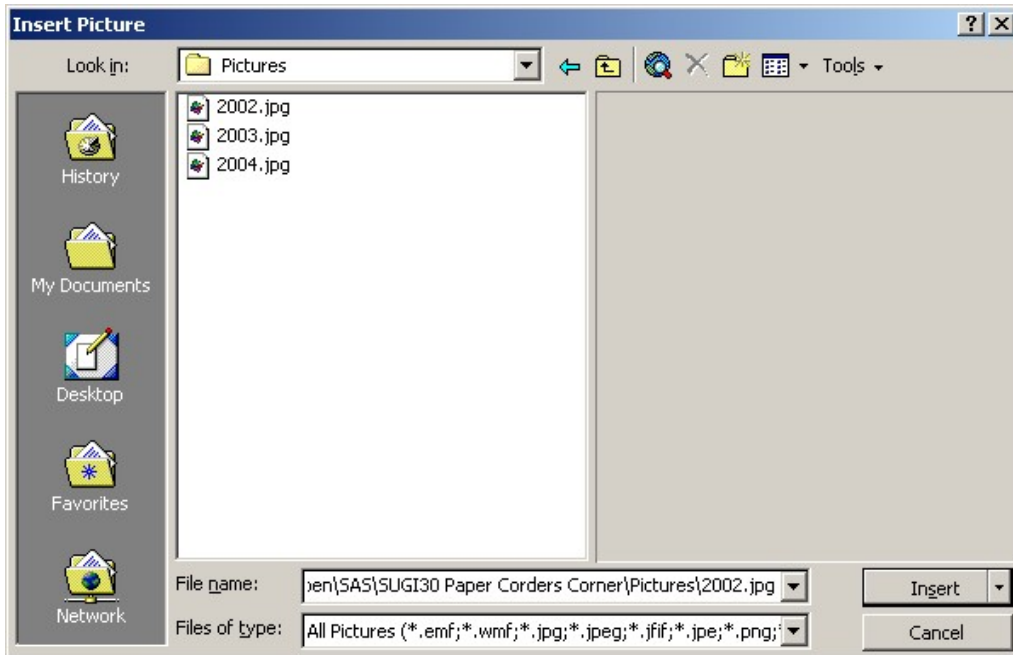 Insert Picture
Look in:
Pictures
Tools
History
My Documents
Desktop
Favorites
Network
2002.jpg
2003.jpg
2004.jpg
File name:
\SAS\SUGI30 Paper Corders Corner\Pictures\2002.jpg
Insert
Files of type:
All Pictures (*.emf;*.wmf;*.jpg;*.jpeg;*.jfif;*.jpe;*.png;
Cancel